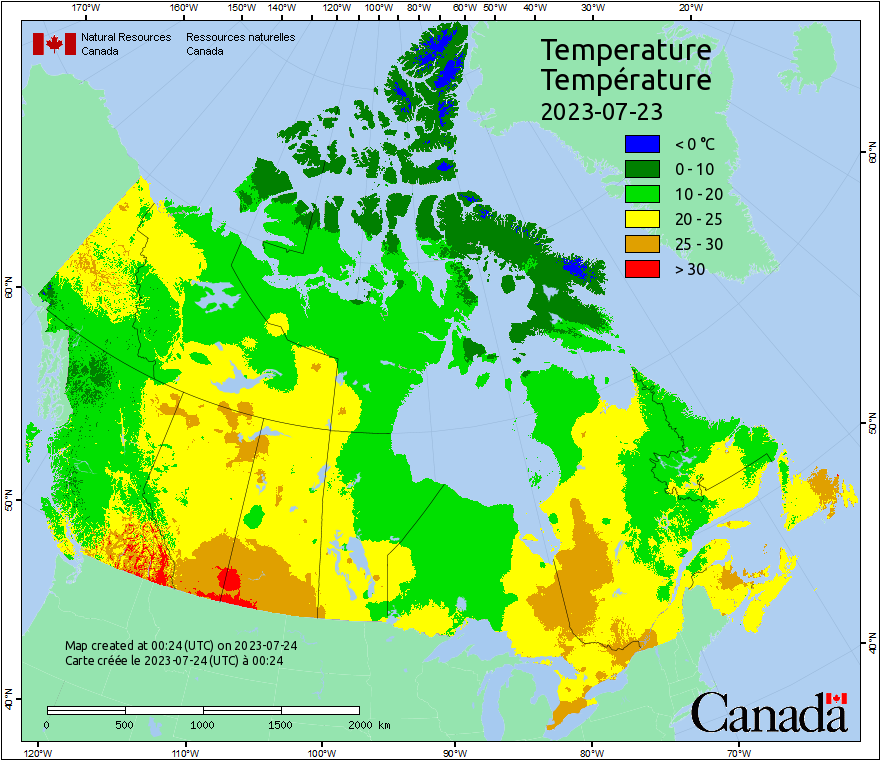 170°W 160°W 150°W 140°W 120°W 100°W 80°W 60°W 50°W 40°W 30°W 20°W
Natural Resources Ressources naturelles
Canada Canada
Temperature
Température
2023-07-23
< 0 °C
0 - 10
10 - 20
20 - 25
25 - 30
> 30
60°N
60°N
50°N
50°N
40°N
40°N
Map created at 00:24 (UTC) on 2023-07-24
Carte créée le 2023-07-24 (UTC) à 00:24
0 500 1000 1500 2000 km
Canada
120°W 110°W 100°W 90°W 80°W 70°W